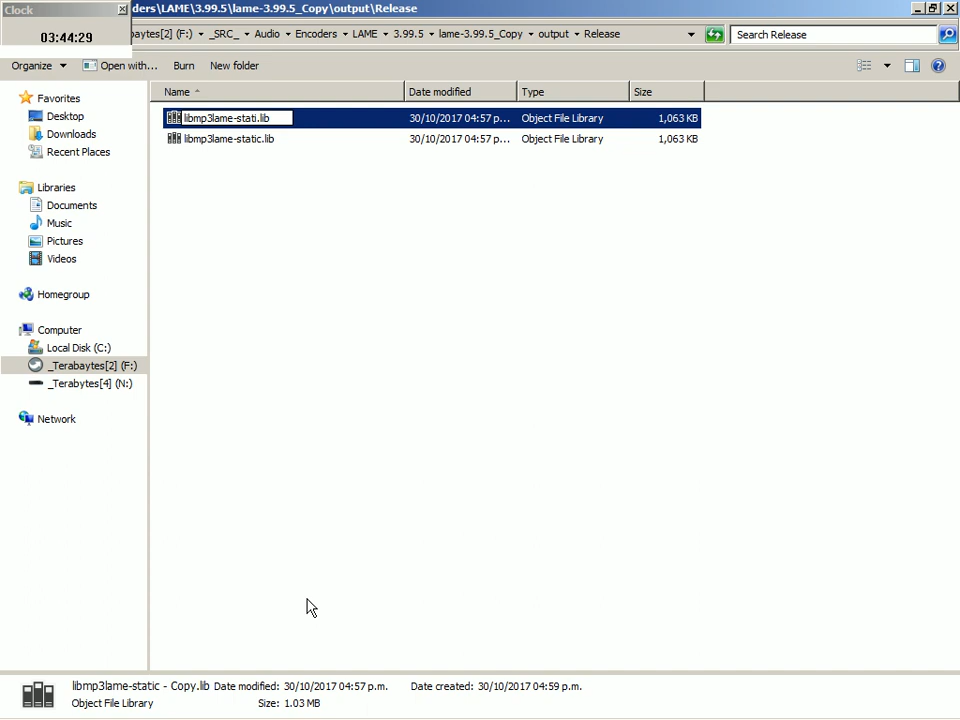 Clock
ders\LAME\3.99.5\lame-3.99.5_Copy\output\Release
03:44:29
baytes[2] (F:) _SRC_ Audio Encoders LAME 3.99.5 lame-3.99.5_Copy output Release Search Release
Organize Open with... Burn New folder
Name Date modified Type Size
Favorites
Desktop
Downloads
Recent Places
Libraries
Documents
Music
Pictures
Videos
Homegroup
Computer
Local Disk (C:)
_Terabaytes[2] (F:)
_Terabytes[4] (N:)
Network
libmp3lame-stati.lib 30/10/2017 04:57 p... Object File Library 1,063 KB
libmp3lame-static.lib 30/10/2017 04:57 p... Object File Library 1,063 KB
libmp3lame-static - Copy.lib Date modified: 30/10/2017 04:57 p.m. Date created: 30/10/2017 04:59 p.m.
Object File Library Size: 1.03 MB